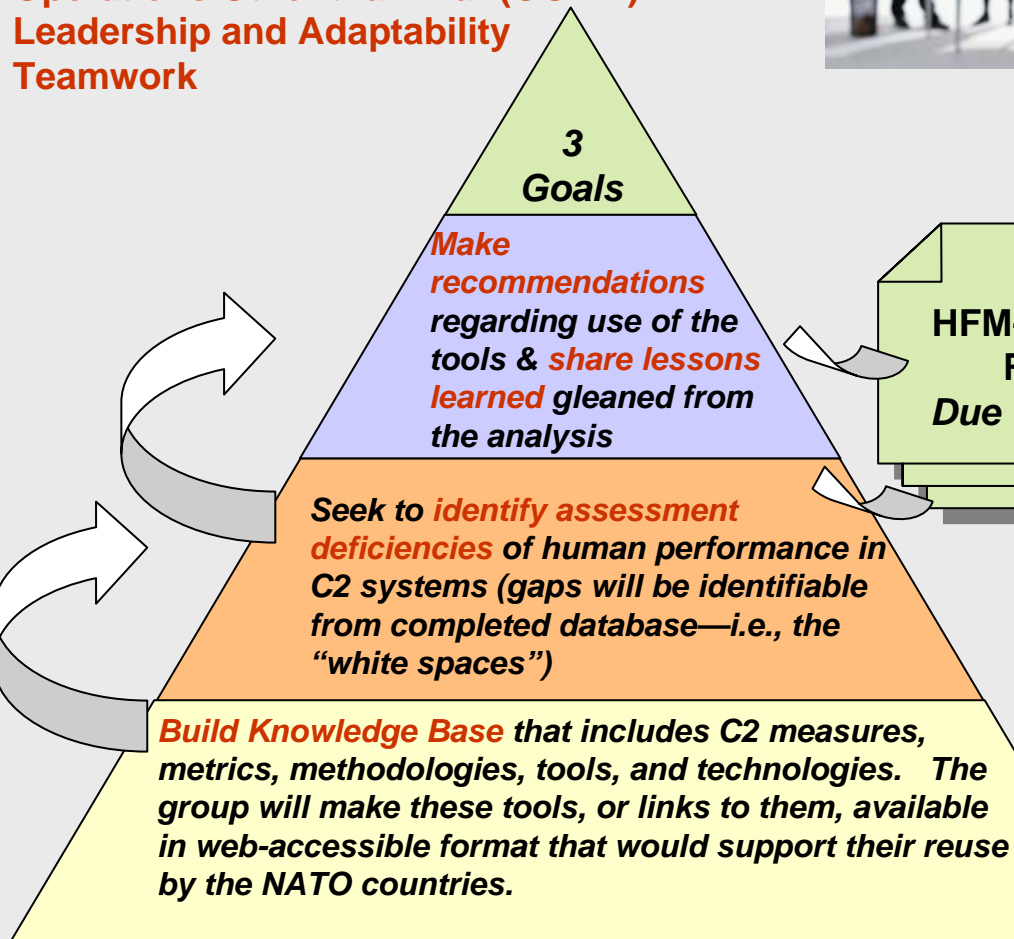 Leadership and Adaptability
Teamwork
3
Goals
Make
recommendations
regarding use of the
tools & share lessons
learned gleaned from
the analysis
HFM-
Due
Seek to identify assessment
deficiencies of human performance in
C2 systems (gaps will be identifiable
from completed database—i.e., the
“white spaces”)
Build Knowledge Base that includes C2 measures,
metrics, methodologies, tools, and technologies. The
group will make these tools, or links to them, available
in web-accessible format that would support their reuse
by the NATO countries.